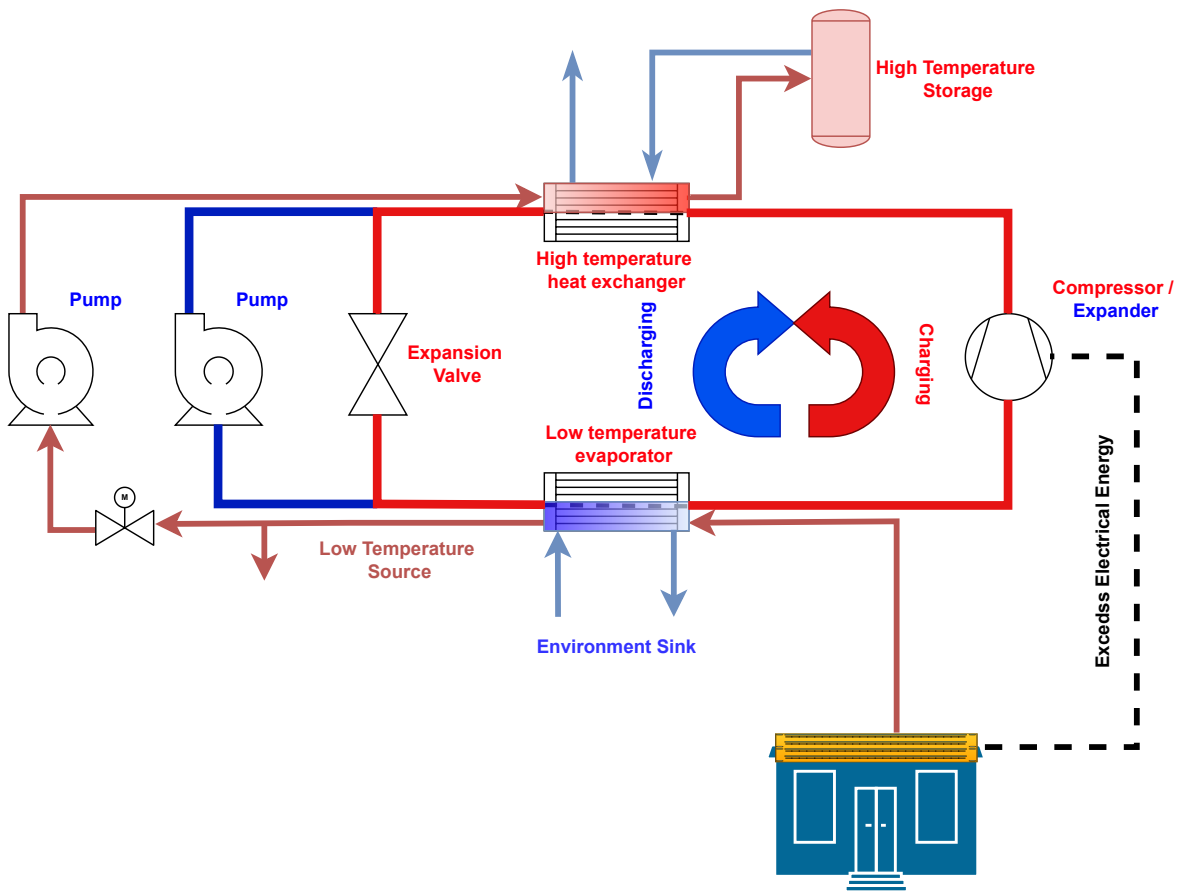 High Temperature
Storage
High temperature
heat exchanger
Pump
Pump
Compressor /
Expander
Expansion
Valve
Discharging
Charging
Low temperature
evaporator
M
Low Temperature
Source
Environment Sink
Excedss Electrical Energy